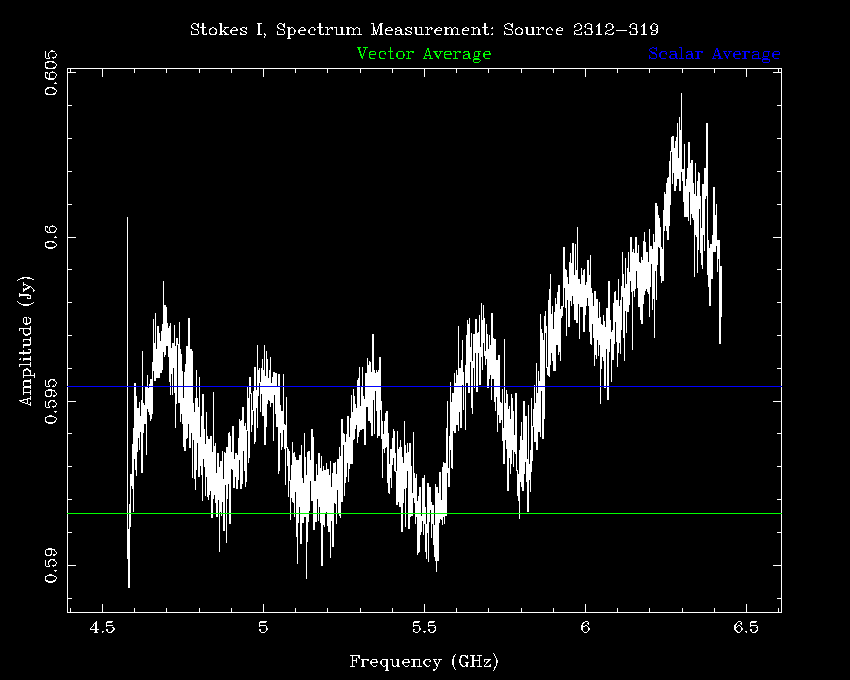 Stokes I, Spectrum Measurement: Source 2312-319
Vector Average Scalar Average
0.605
0.6
0.595
0.59
Amplitude (Jy)
4.5 5 5.5 6 6.5
Frequency (GHz)